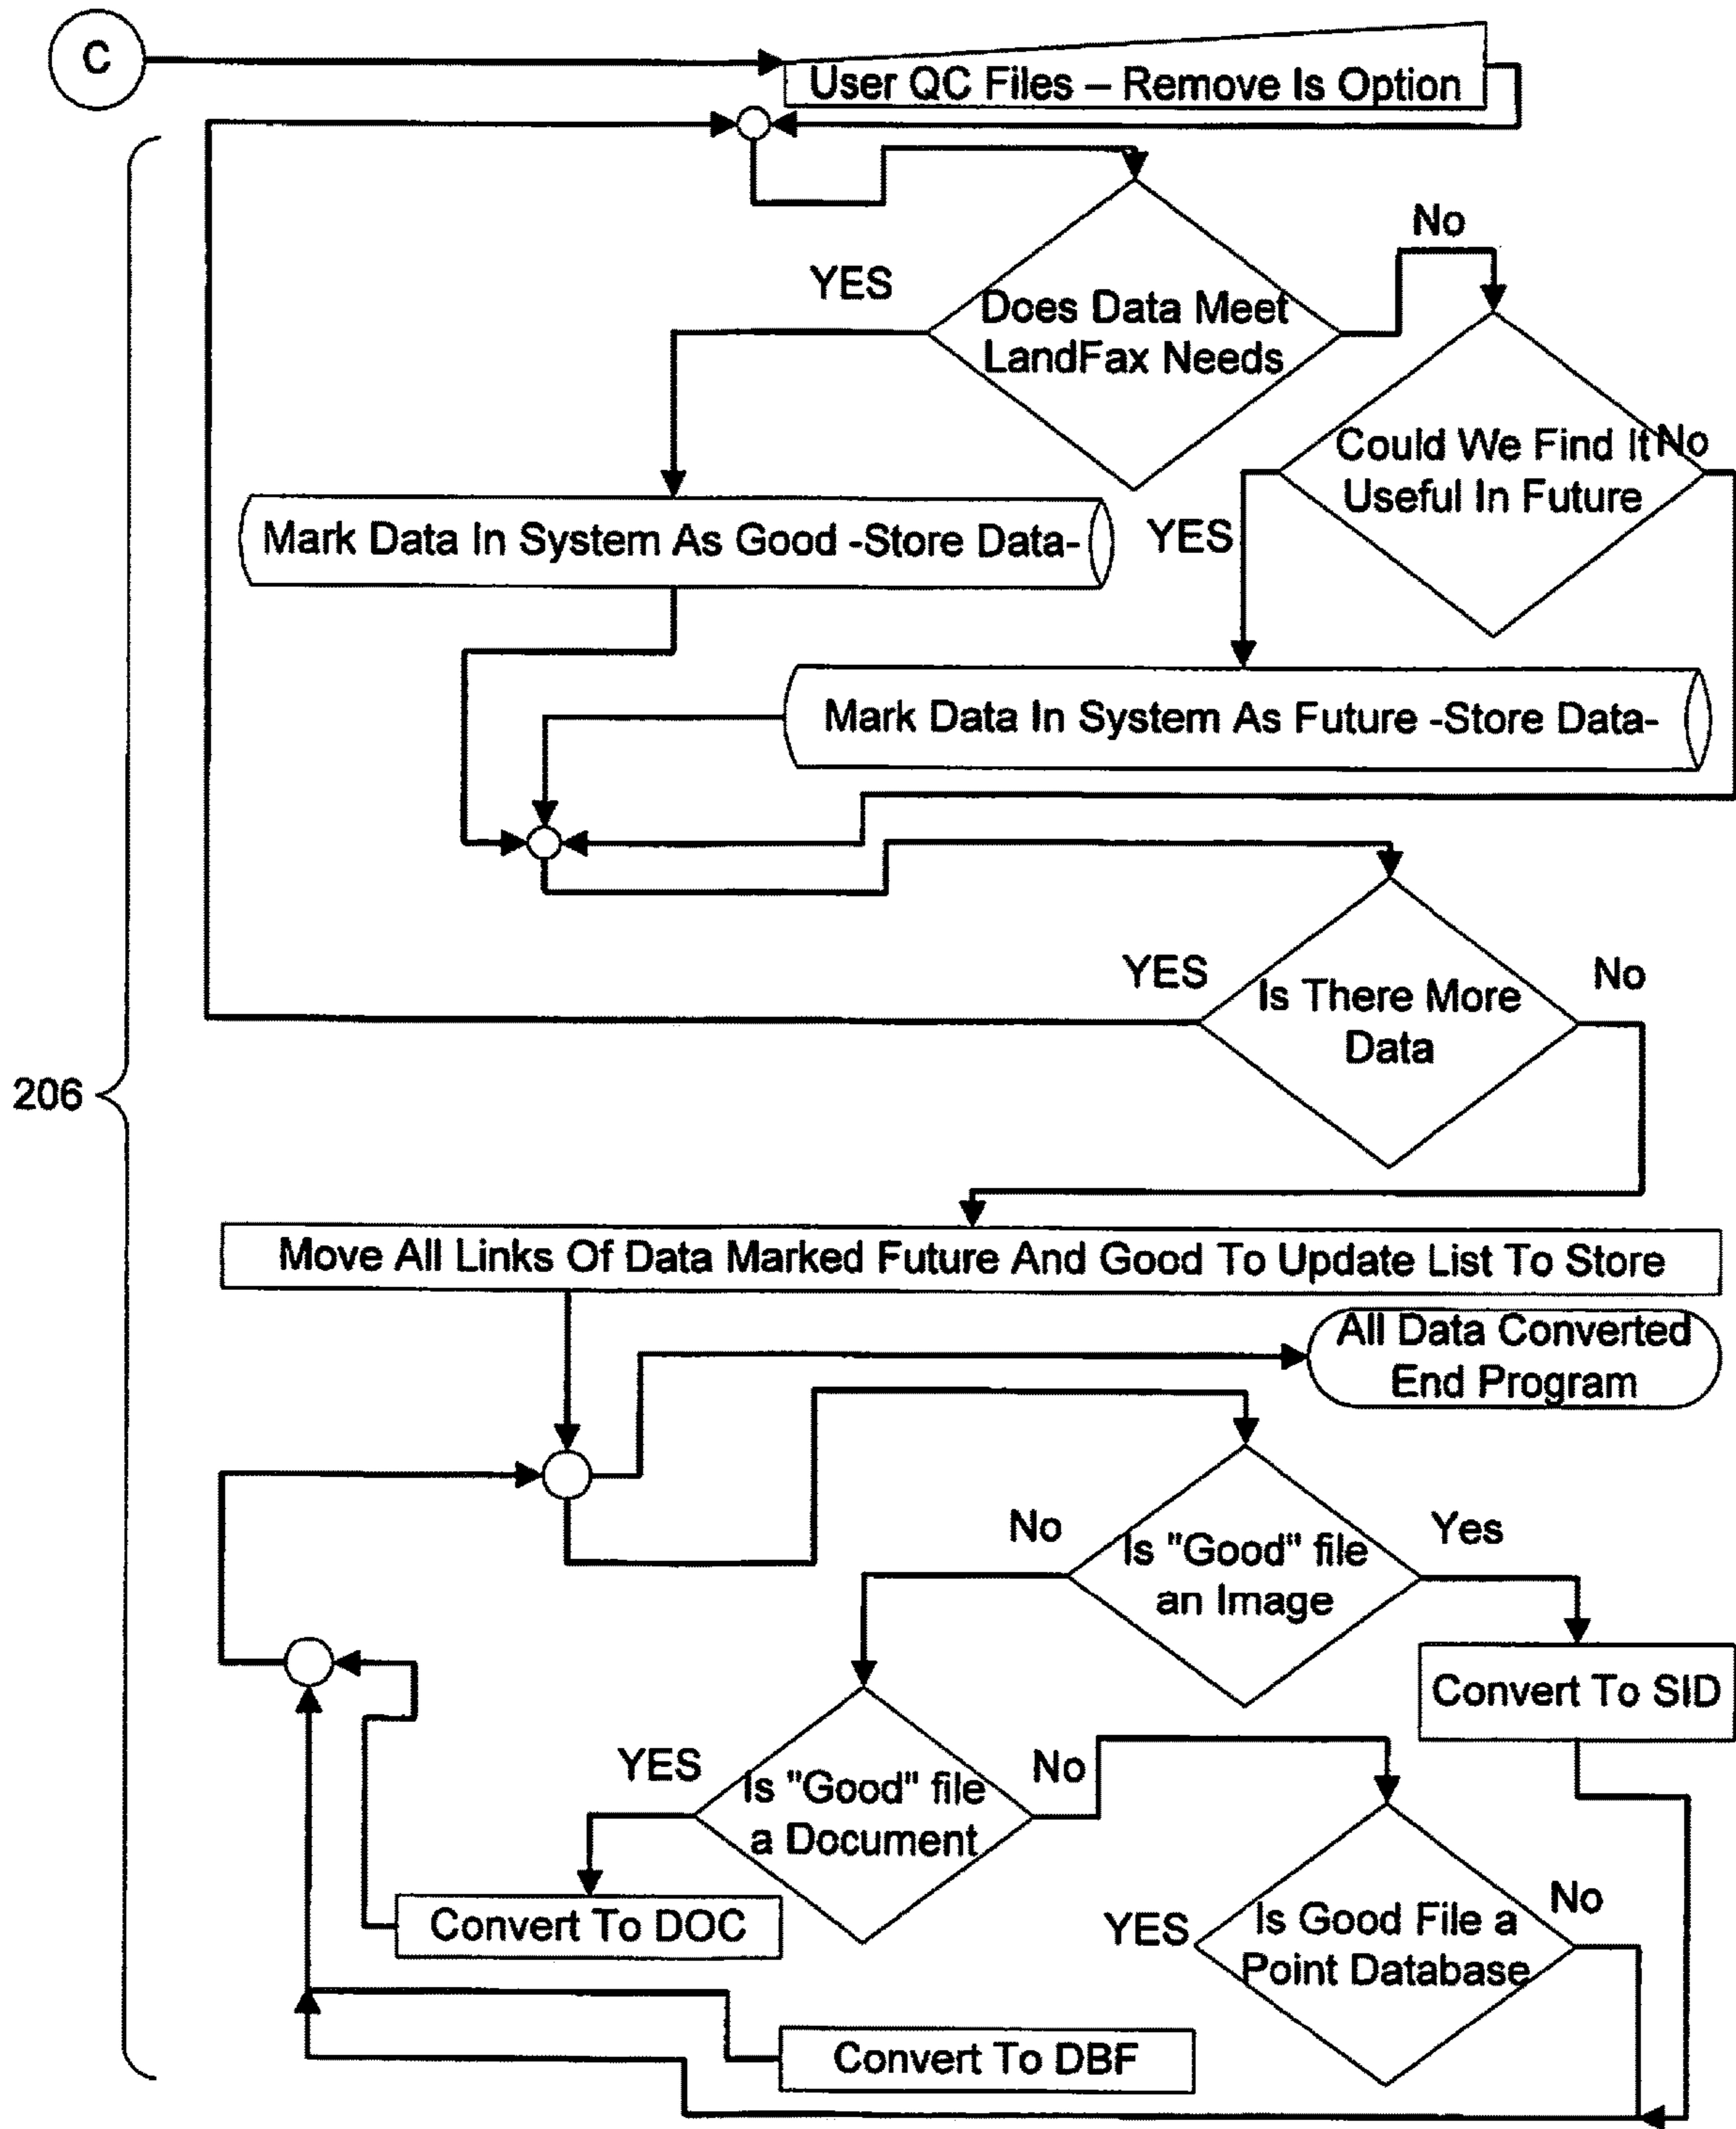 C
User QC Files – Remove Is Option
No
YES
Does Data Meet
LandFax Needs
Could We Find It
No
Useful In Future
YES
Mark Data In System As Good -Store Data-
Mark Data In System As Future -Store Data-
YES
No
Is There More
Data
206
Move All Links Of Data Marked Future And Good To Update List To Store
All Data Converted
End Program
No
Yes
Is "Good" file
an Image
Convert To SID
YES
No
Is "Good" file
a Document
No
YES
Is Good File a
Point Database
Convert To DOC
Convert To DBF